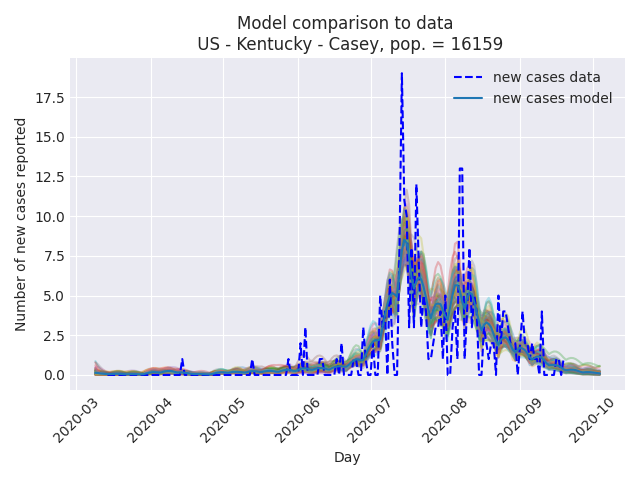 Model comparison to data
US - Kentucky - Casey, pop. = 16159
new cases data
new cases model
Number of new cases reported
17.5
15.0
12.5
10.0
7.5
5.0
2.5
0.0
2020-03
2020-04
2020-05
2020-06
2020-07
2020-08
2020-09
2020-10
Day